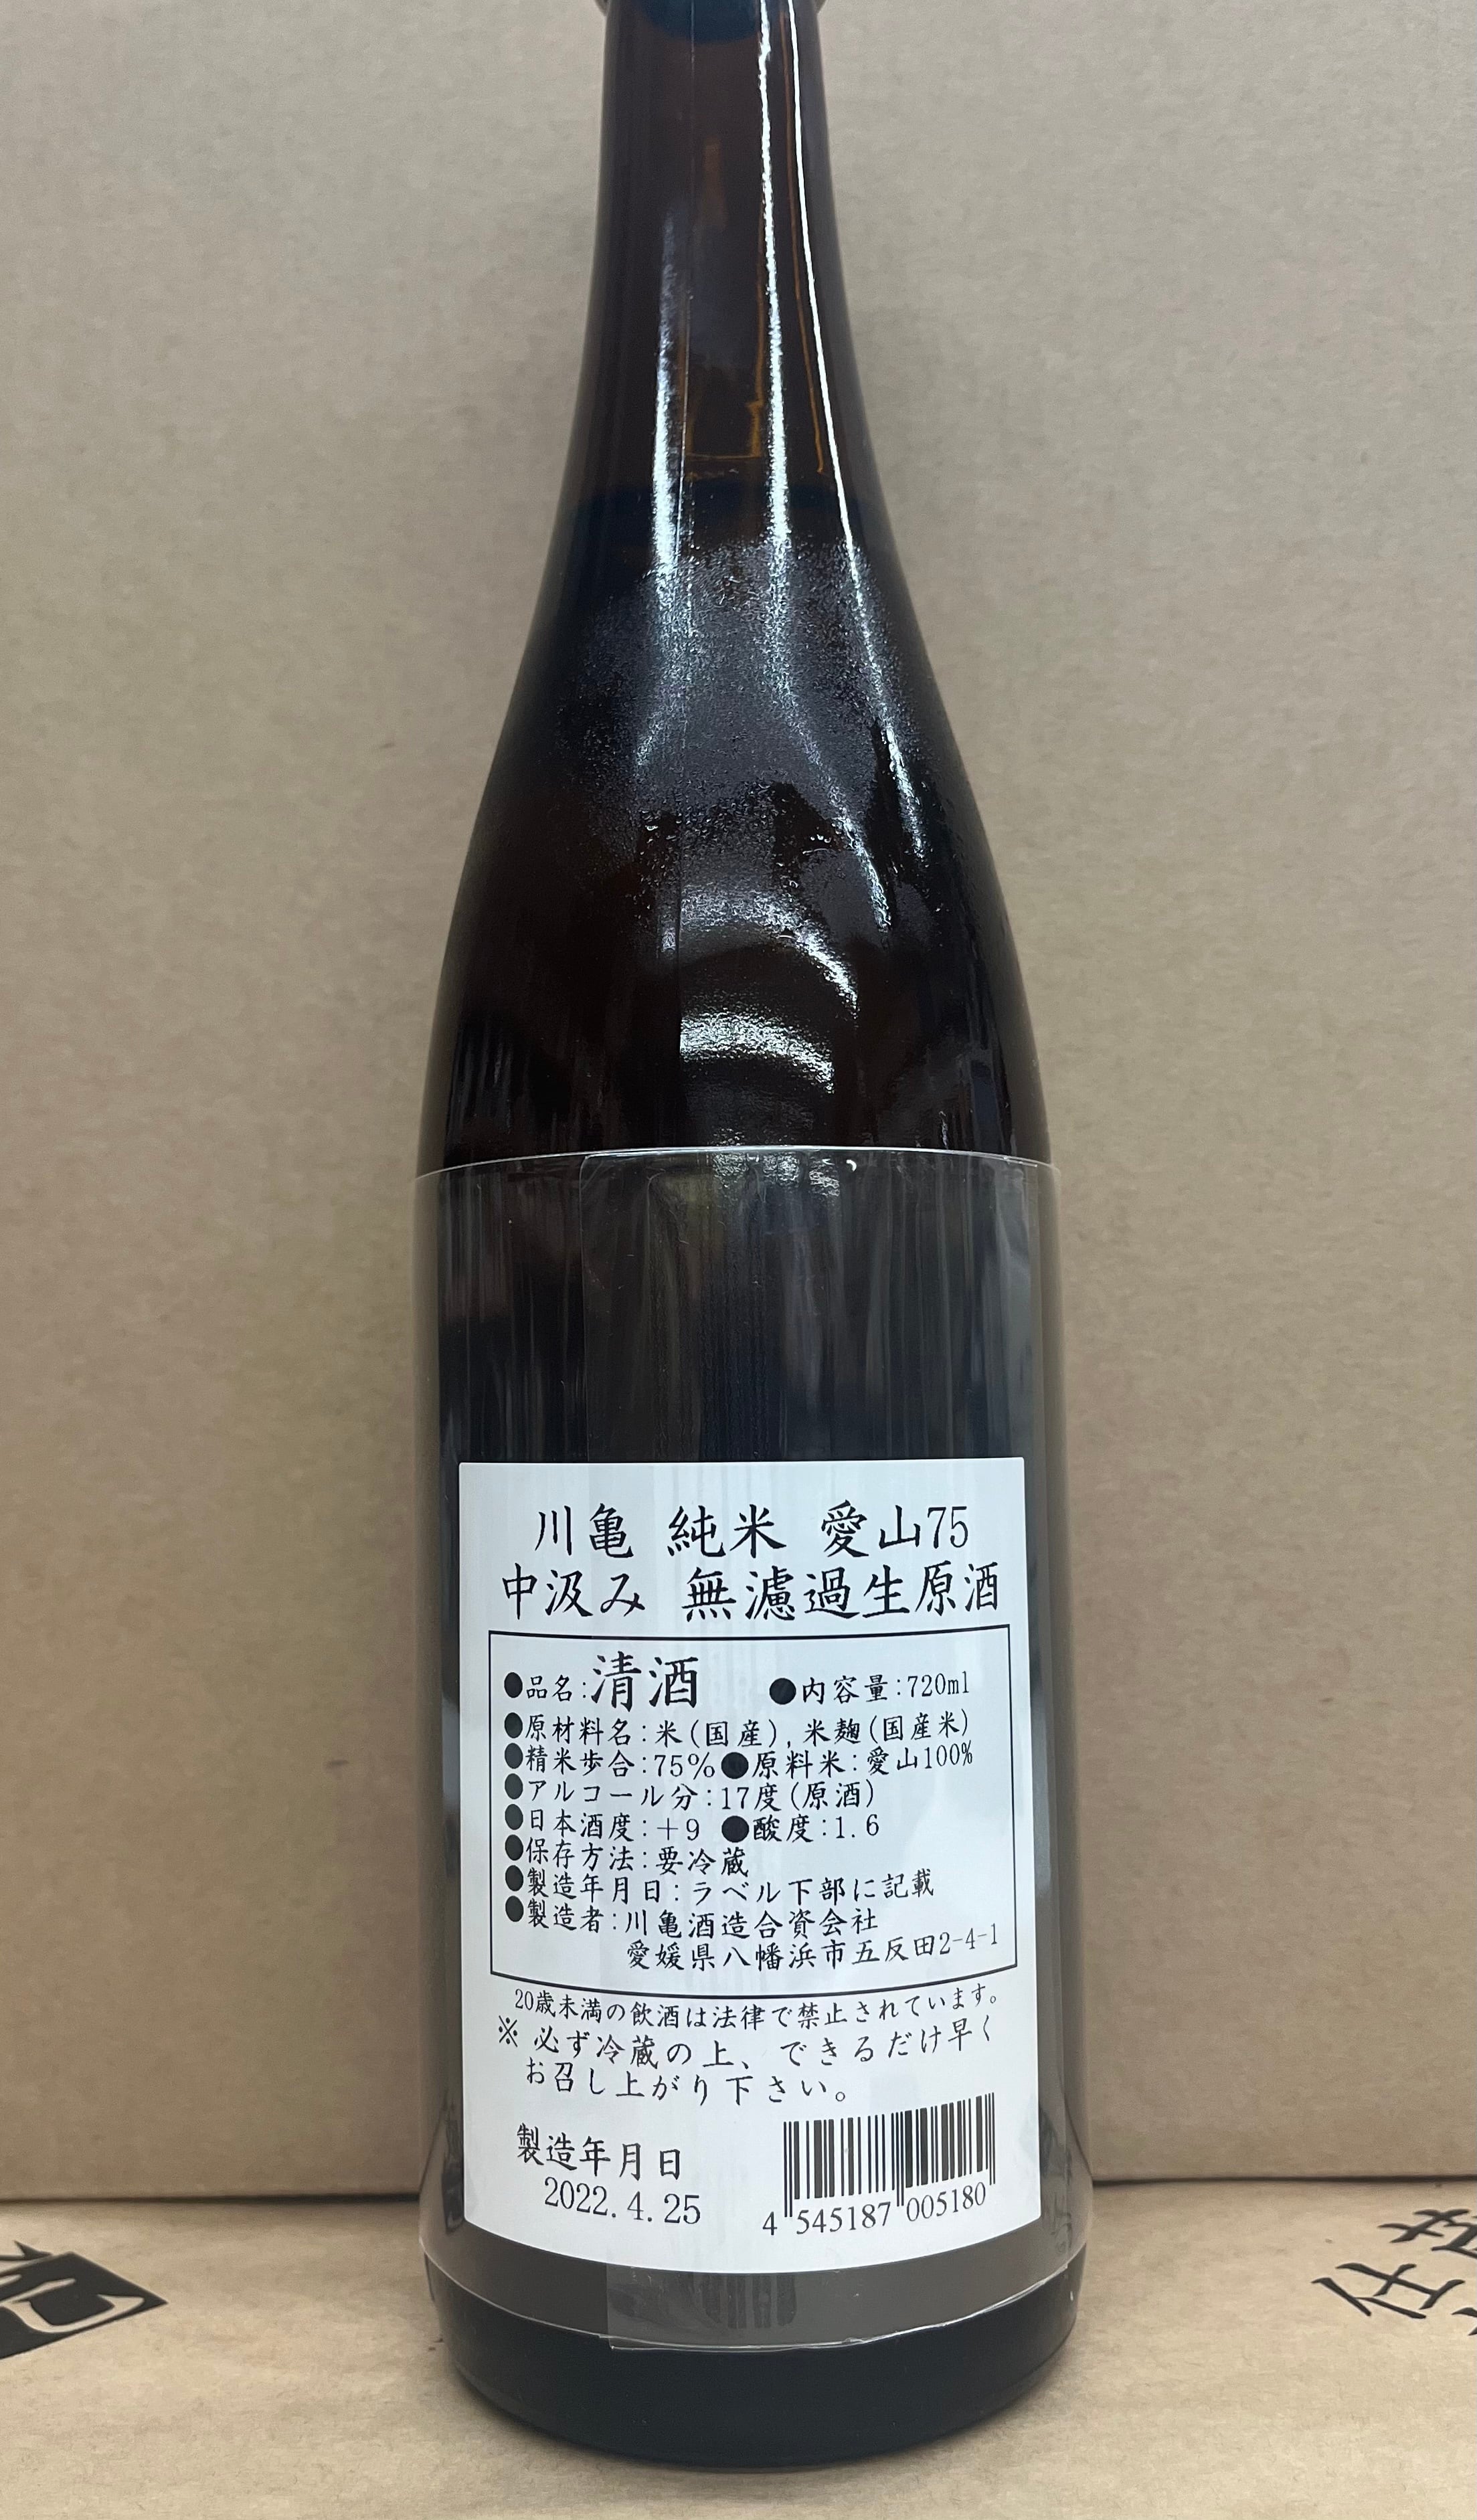 川亀 純米 愛山75
中汲み 無濾過生原酒
●品名:清酒 ●内容量:720ml
●原材料名:米(国産),米麹(国産米)
●精米歩合:75% ●原料米:愛山100%
●アルコール分:17度(原酒)
●日本酒度:+9 ●酸度:1.6
●保存方法:要冷蔵
●製造年月日:ラベル下部に記載
●製造者:川亀酒造合資会社
愛媛県八幡浜市五反田2-4-1
20歳未満の飲酒は法律で禁止されています。
※ 必ず冷蔵の上、できるだけ早く
お召し上がり下さい。
製造年月日
2022.4.25
4 545187 005180